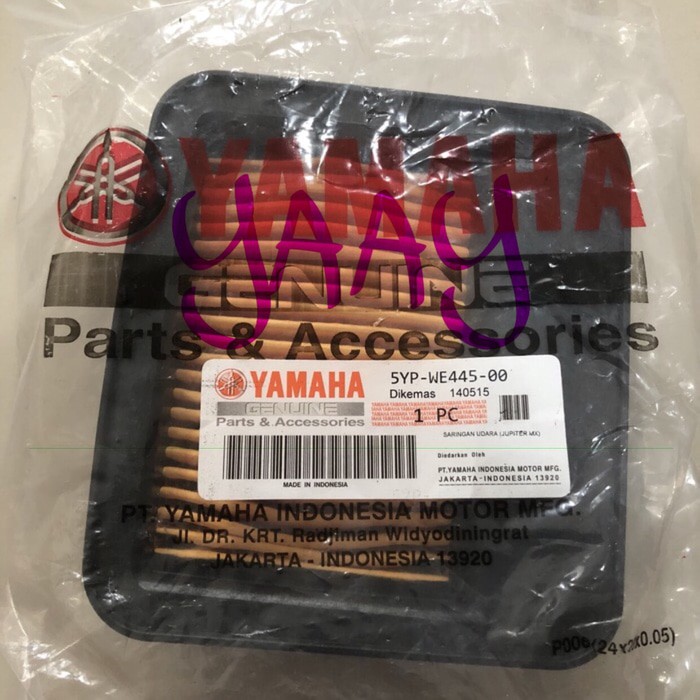 YAMAHA
YAAY
GENUINE
Parts & Accessories
YAMAHA
GENUINE
Parts & Accessories
5YP-WE445-00
Dikemas 140515
1 PC
SARINGAN UDARA (JUPITER MX)
Diedarkan Oleh
PT.YAMAHA INDONESIA MOTOR MFG.
JAKARTA-INDONESIA 13920
MADE IN INDONESIA
PT. YAMAHA INDONESIA MOTOR MFG.
Jl. DR. KRT. Radjiman Widyodiningrat
JAKARTA - INDONESIA 13920